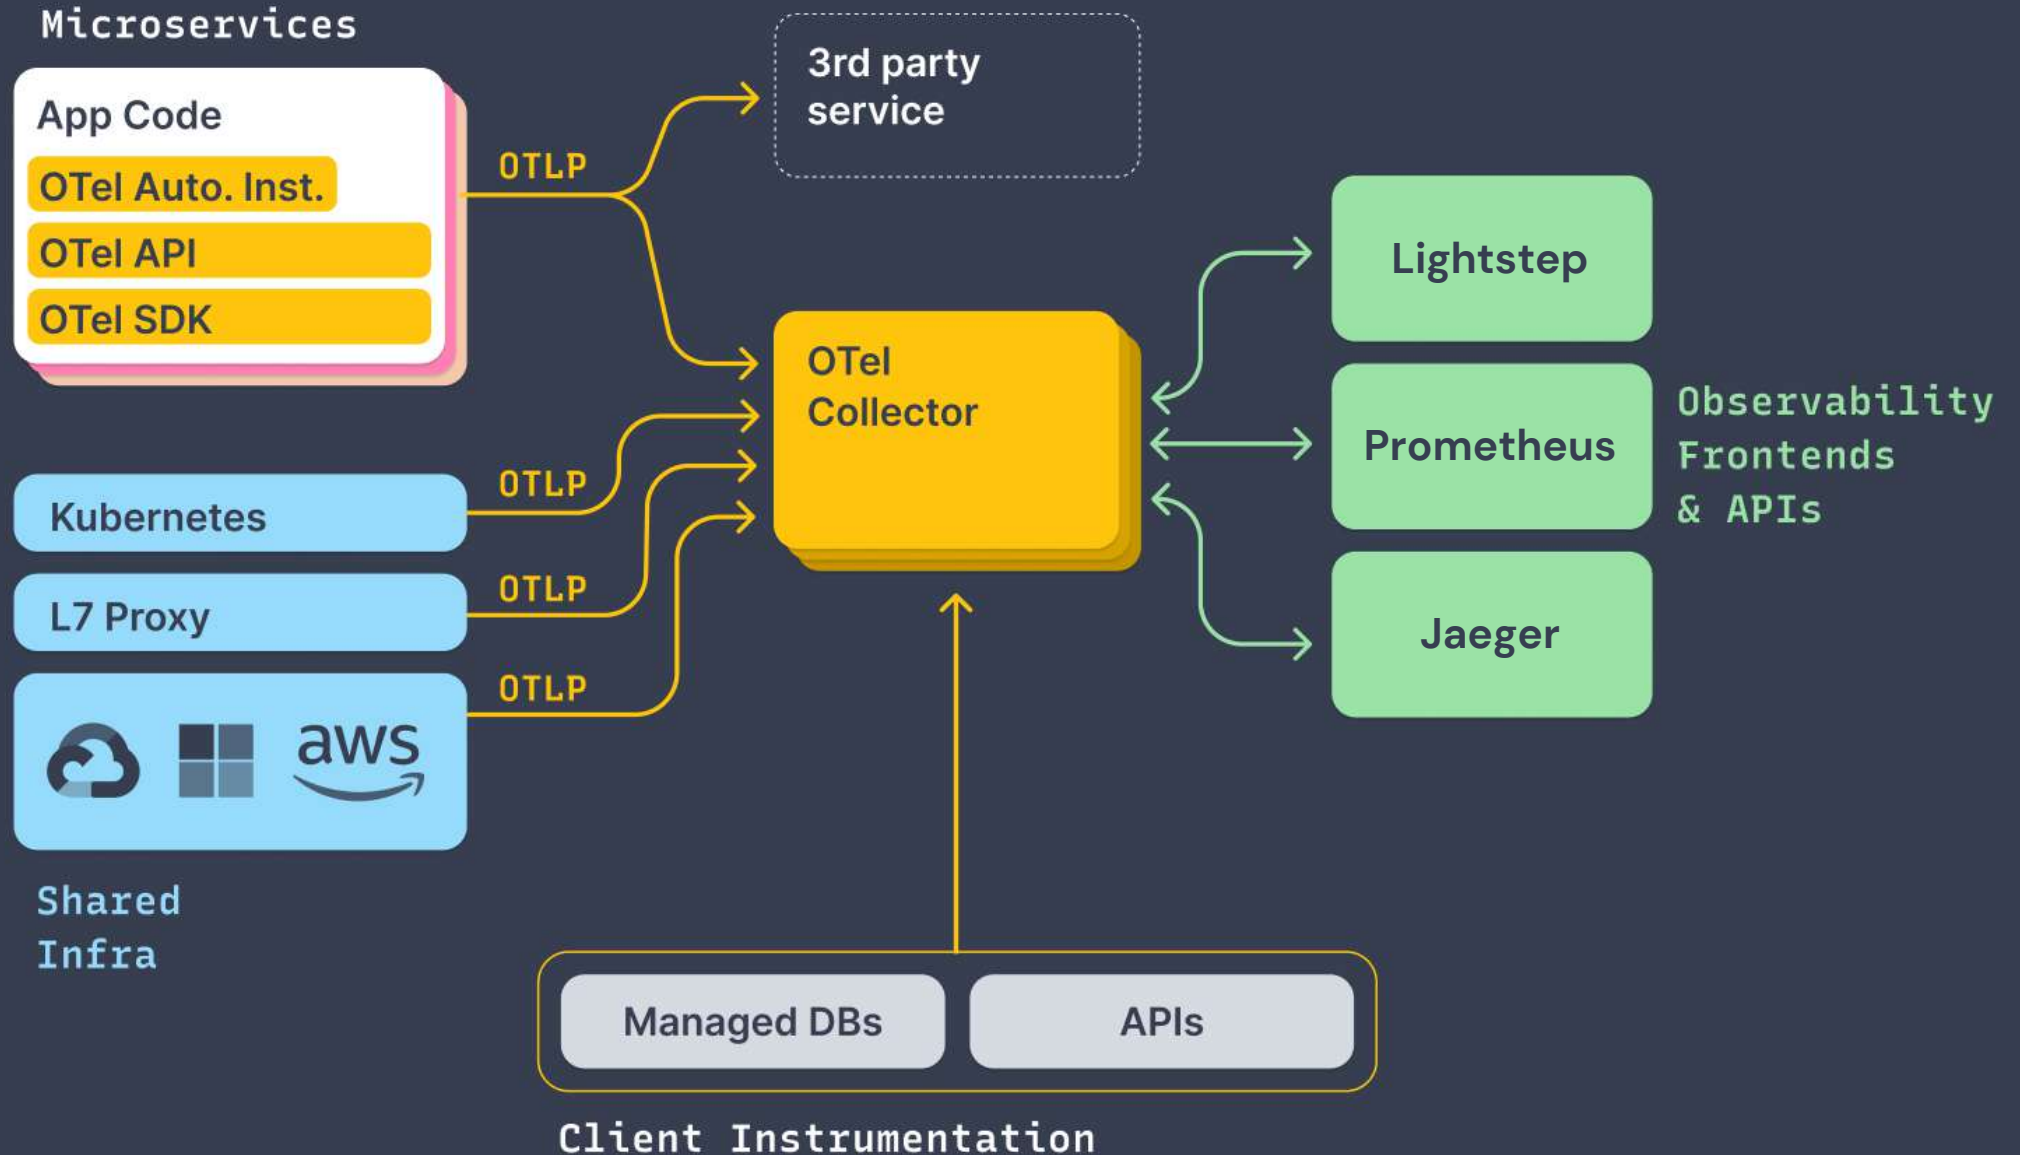 Microservices
App Code
OTel Auto. Inst.
OTel API
OTel SDK
OTLP
3rd party
service
Kubernetes
OTLP
L7 Proxy
OTLP
OTLP
aws
Shared
Infra
OTel
Collector
Lightstep
Prometheus
Jaeger
Observability
Frontends
& APIs
Managed DBs
APIs
Client Instrumentation